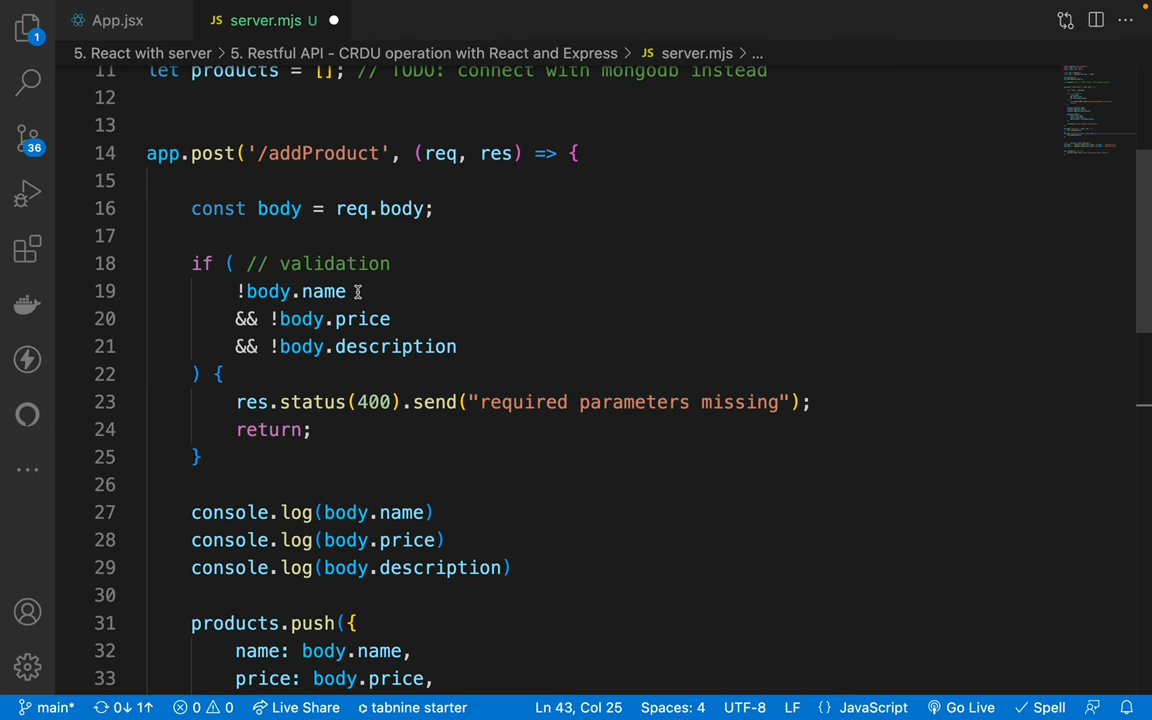 App.jsx
JS server.mjs U
1
5. React with server > 5. Restful API - CRDU operation with React and Express > JS server.mjs > ...
11 let products = []; // TODO: connect with mongodb instead
12
13
14 app.post('/addProduct', (req, res) => {
15
16 const body = req.body;
17
18 if ( // validation
19 !body.name
20 && !body.price
21 && !body.description
22 ) {
23 res.status(400).send("required parameters missing");
24 return;
25 }
26
27 console.log(body.name)
28 console.log(body.price)
29 console.log(body.description)
30
31 products.push({
32 name: body.name,
33 price: body.price,
36
main* 0↓ 1↑ 0 0 Live Share tabnine starter Ln 43, Col 25 Spaces: 4 UTF-8 LF {} JavaScript Go Live Spell